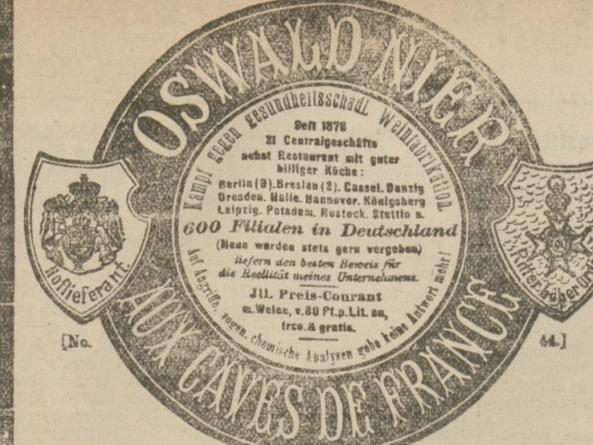 OSWALD NIER
Kampf gegen gesundheitsschädl. Weinfabrikation.
Seit 1876
21 Centralgeschäfte
nebst Restaurant mit guter
billiger Küche:
Berlin (9). Breslau (2). Cassel. Danzig
Dresden. Halle. Hannover. Königsberg
Leipzig. Potsdam. Rostock. Stettin u.
600 Filialen in Deutschland
(Neue werden stets gern vergeben)
liefern den besten Beweis für
die Reellität meines Unternehmens.
Jll. Preis-Courant
m. Weine, v. 80 Pf. p. Lit. an,
frco. & gratis.
Auf Angriffe, sogen. chemische Analysen gebe keine Antwort mehr!
Hoflieferant.
[No.
44.]
AUX CAVES DE FRANCE